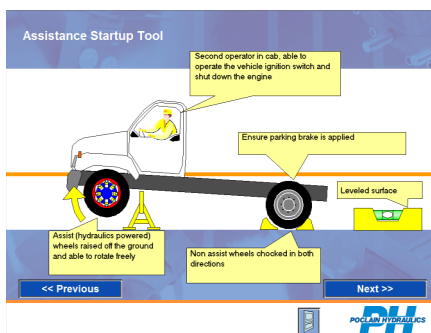 Assistance Startup Tool
Second operator in cab, able to
operate the vehicle ignition switch and
shut down the engine
Ensure parking brake is applied
Leveled surface
Assist (hydraulics powered)
wheels raised off the ground
and able to rotate freely
Non assist wheels chocked in both
directions
<< Previous
Next >>
POCLAIN HYDRAULICS